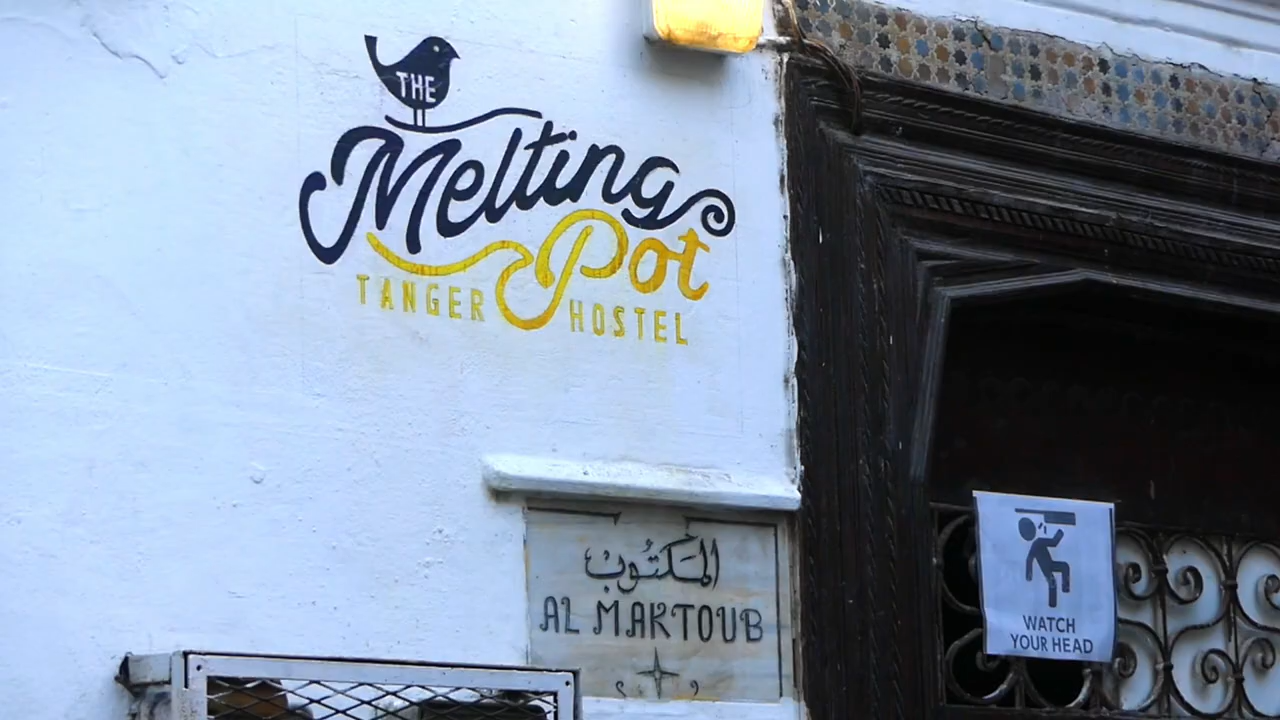 THE
Melting
Pot
TANGER HOSTEL
المكتوب
AL MAKTOUB
WATCH
YOUR HEAD